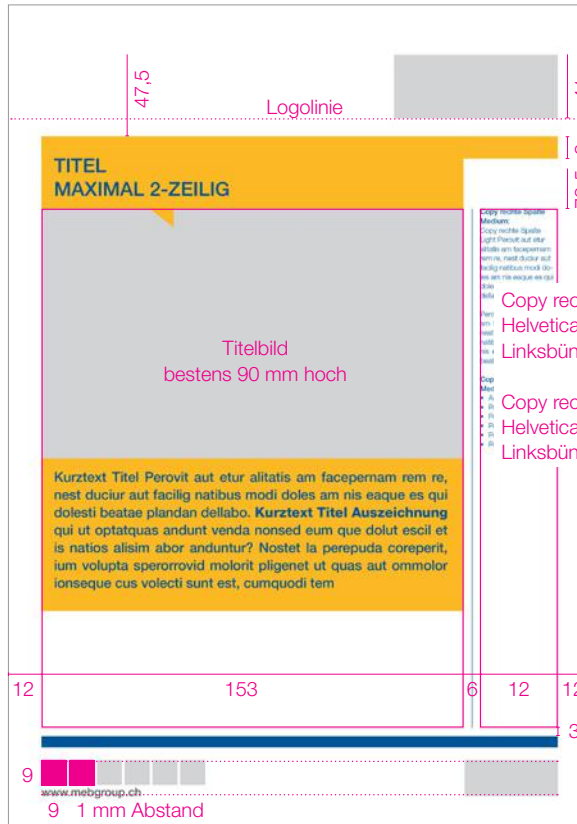 47,5
Logolinie
TITEL
MAXIMAL 2-ZEILIG
Titelbild
bestens 90 mm hoch
Kurztext Titel Perovit aut etur alitatis am facepernam rem re,
nest duciur aut facilig natibus modi doles am nis eaque es qui
dolesti beatae plandan dellabo. Kurztext Titel Auszeichnung
qui ut optatquas andunt venda nonsed eum que dolut escil et
is natios alisim abor anduntur? Nostet la perepuda coreperit,
ium volupta sperorrovid molorit pligenet ut quas aut ommolor
ionseque cus volecti sunt est, cumquodi tem
Copy rechte Spalte
Medium:
Copy rechte Spalte
Light Perovit aut etur
alitatis am facepernam
rem re, nest duciur aut
facilig natibus modi do-
es am nis eaque es qui
Copy rec
Helvetica
Linksbün
Copy rec
Helvetica
Linksbün
12
153
6
12
12
3
9
www.mebgroup.ch
9 1 mm Abstand